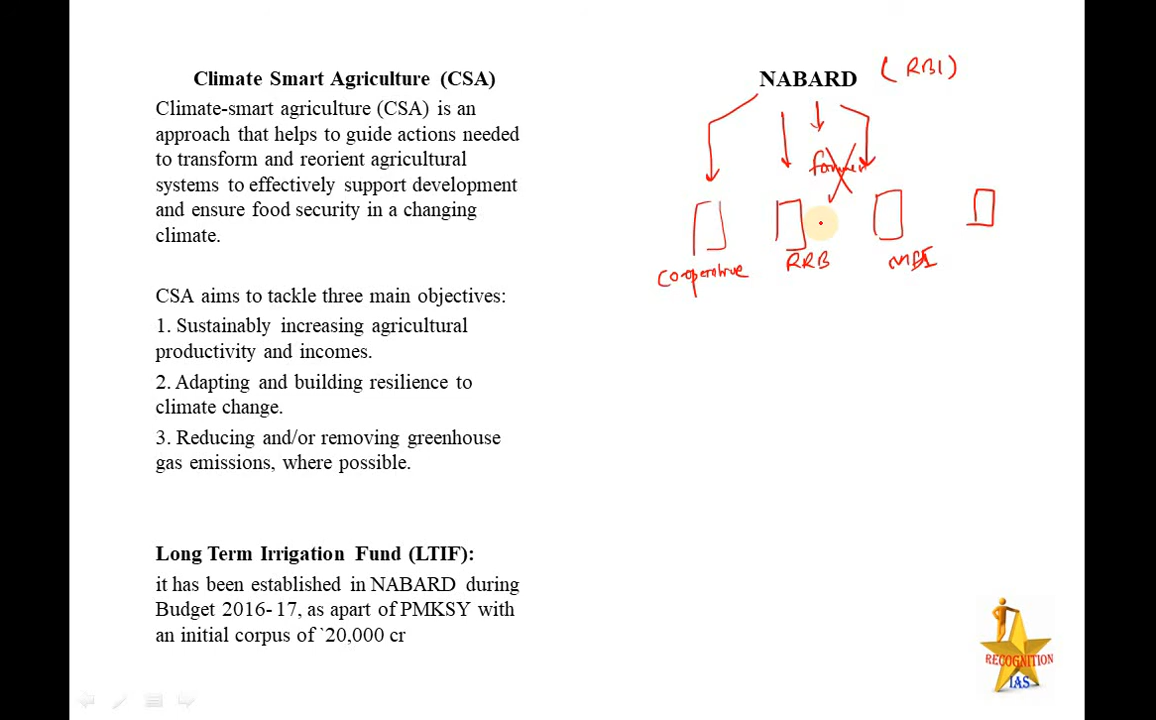 Climate Smart Agriculture (CSA)
Climate-smart agriculture (CSA) is an
approach that helps to guide actions needed
to transform and reorient agricultural
systems to effectively support development
and ensure food security in a changing
climate.
CSA aims to tackle three main objectives:
1. Sustainably increasing agricultural
productivity and incomes.
2. Adapting and building resilience to
climate change.
3. Reducing and/or removing greenhouse
gas emissions, where possible.
Long Term Irrigation Fund (LTIF):
it has been established in NABARD during
Budget 2016-17, as apart of PMKSY with
an initial corpus of `20,000 cr
NABARD (RBI)
Co-operative RRB
RECOGNITION
IAS